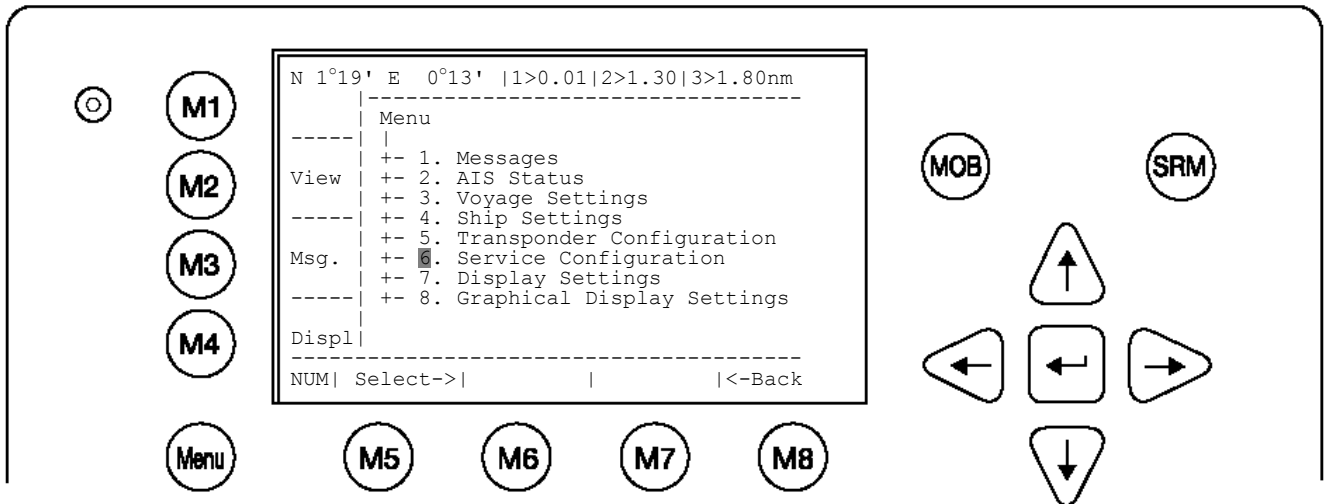 N 1°19' E  0°13' |1>0.01|2>1.30|3>1.80nm
|----------------------------------
M1
| Menu
-----| |
| +- 1. Messages
M2
View | +- 2. AIS Status
| +- 3. Voyage Settings
-----| +- 4. Ship Settings
| +- 5. Transponder Configuration
M3
Msg. | +- 6. Service Configuration
| +- 7. Display Settings
-----| +- 8. Graphical Display Settings
|
M4
Displ|
----------------------------------------
NUM| Select->|         |         |<-Back
MOB
SRM
Menu
M5
M6
M7
M8